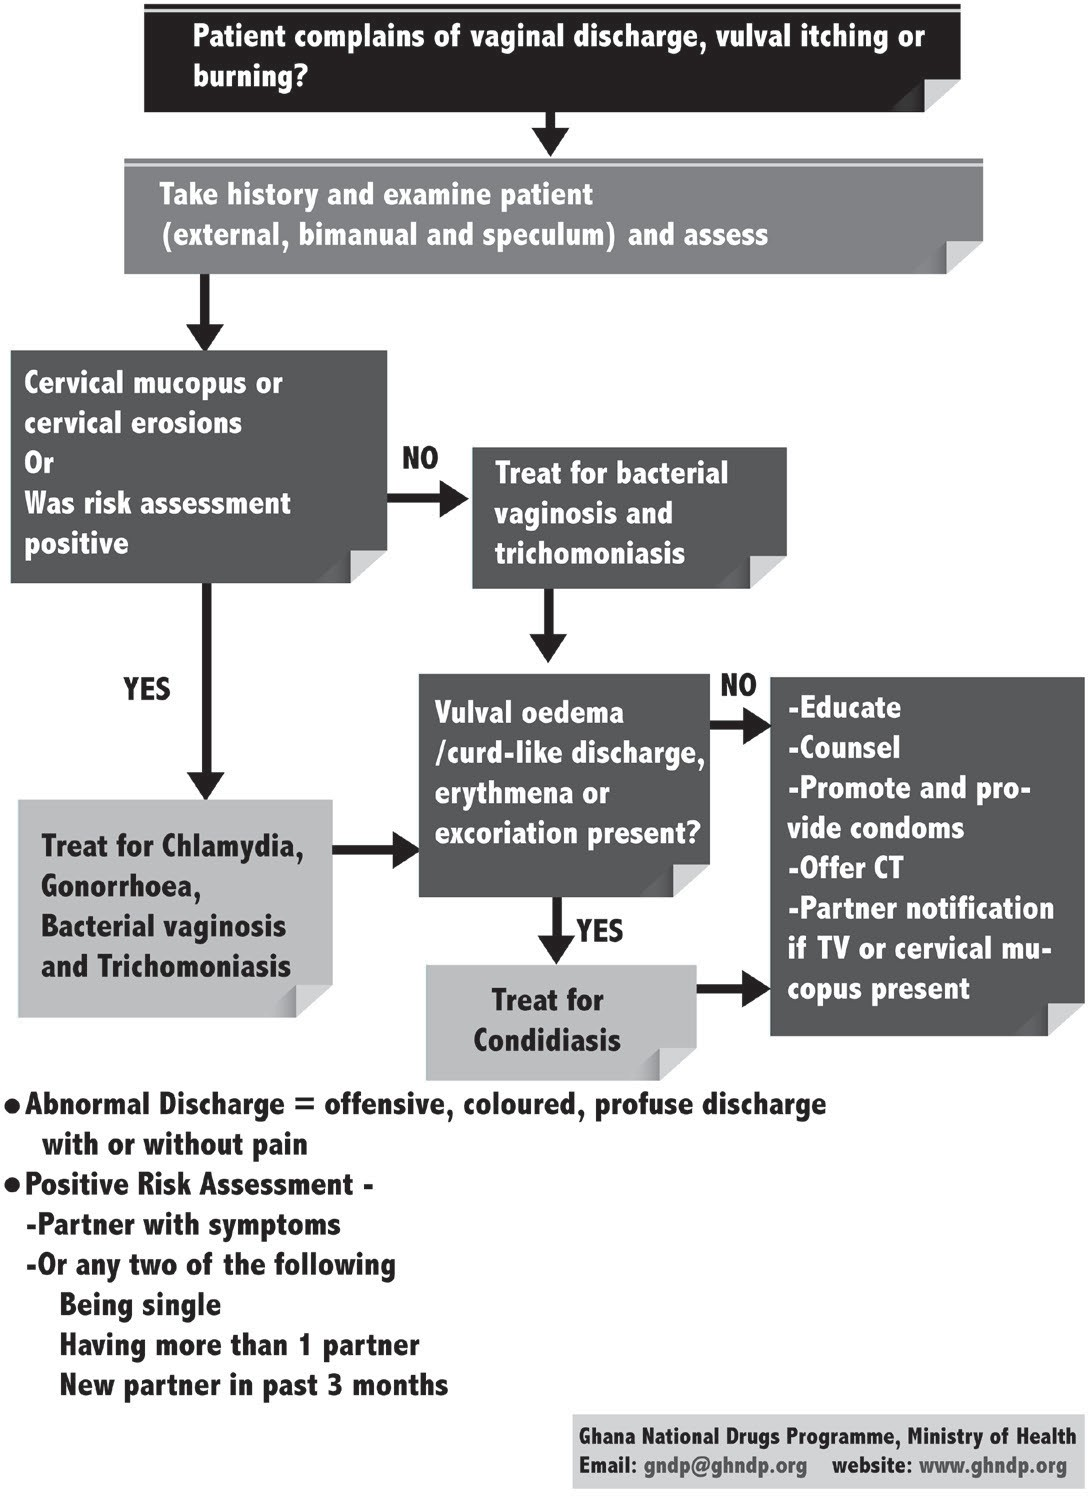 Patient complains of vaginal discharge, vulval itching or
burning?
Take history and examine patient
(external, bimanual and speculum) and assess
Cervical mucopus or
cervical erosions
Or
Was risk assessment
positive
NO
Treat for bacterial
vaginosis and
trichomoniasis
YES
Vulval oedema
/curd-like discharge,
erythmena or
excoriation present?
NO
-Educate
-Counsel
-Promote and pro-
vide condoms
-Offer CT
-Partner notification
if TV or cervical mu-
copus present
Treat for Chlamydia,
Gonorrhoea,
Bacterial vaginosis
and Trichomoniasis
YES
Treat for
Condidiasis
● Abnormal Discharge = offensive, coloured, profuse discharge
with or without pain
● Positive Risk Assessment -
-Partner with symptoms
-Or any two of the following
Being single
Having more than 1 partner
New partner in past 3 months
Ghana National Drugs Programme, Ministry of Health
Email: gndp@ghndp.org website: www.ghndp.org